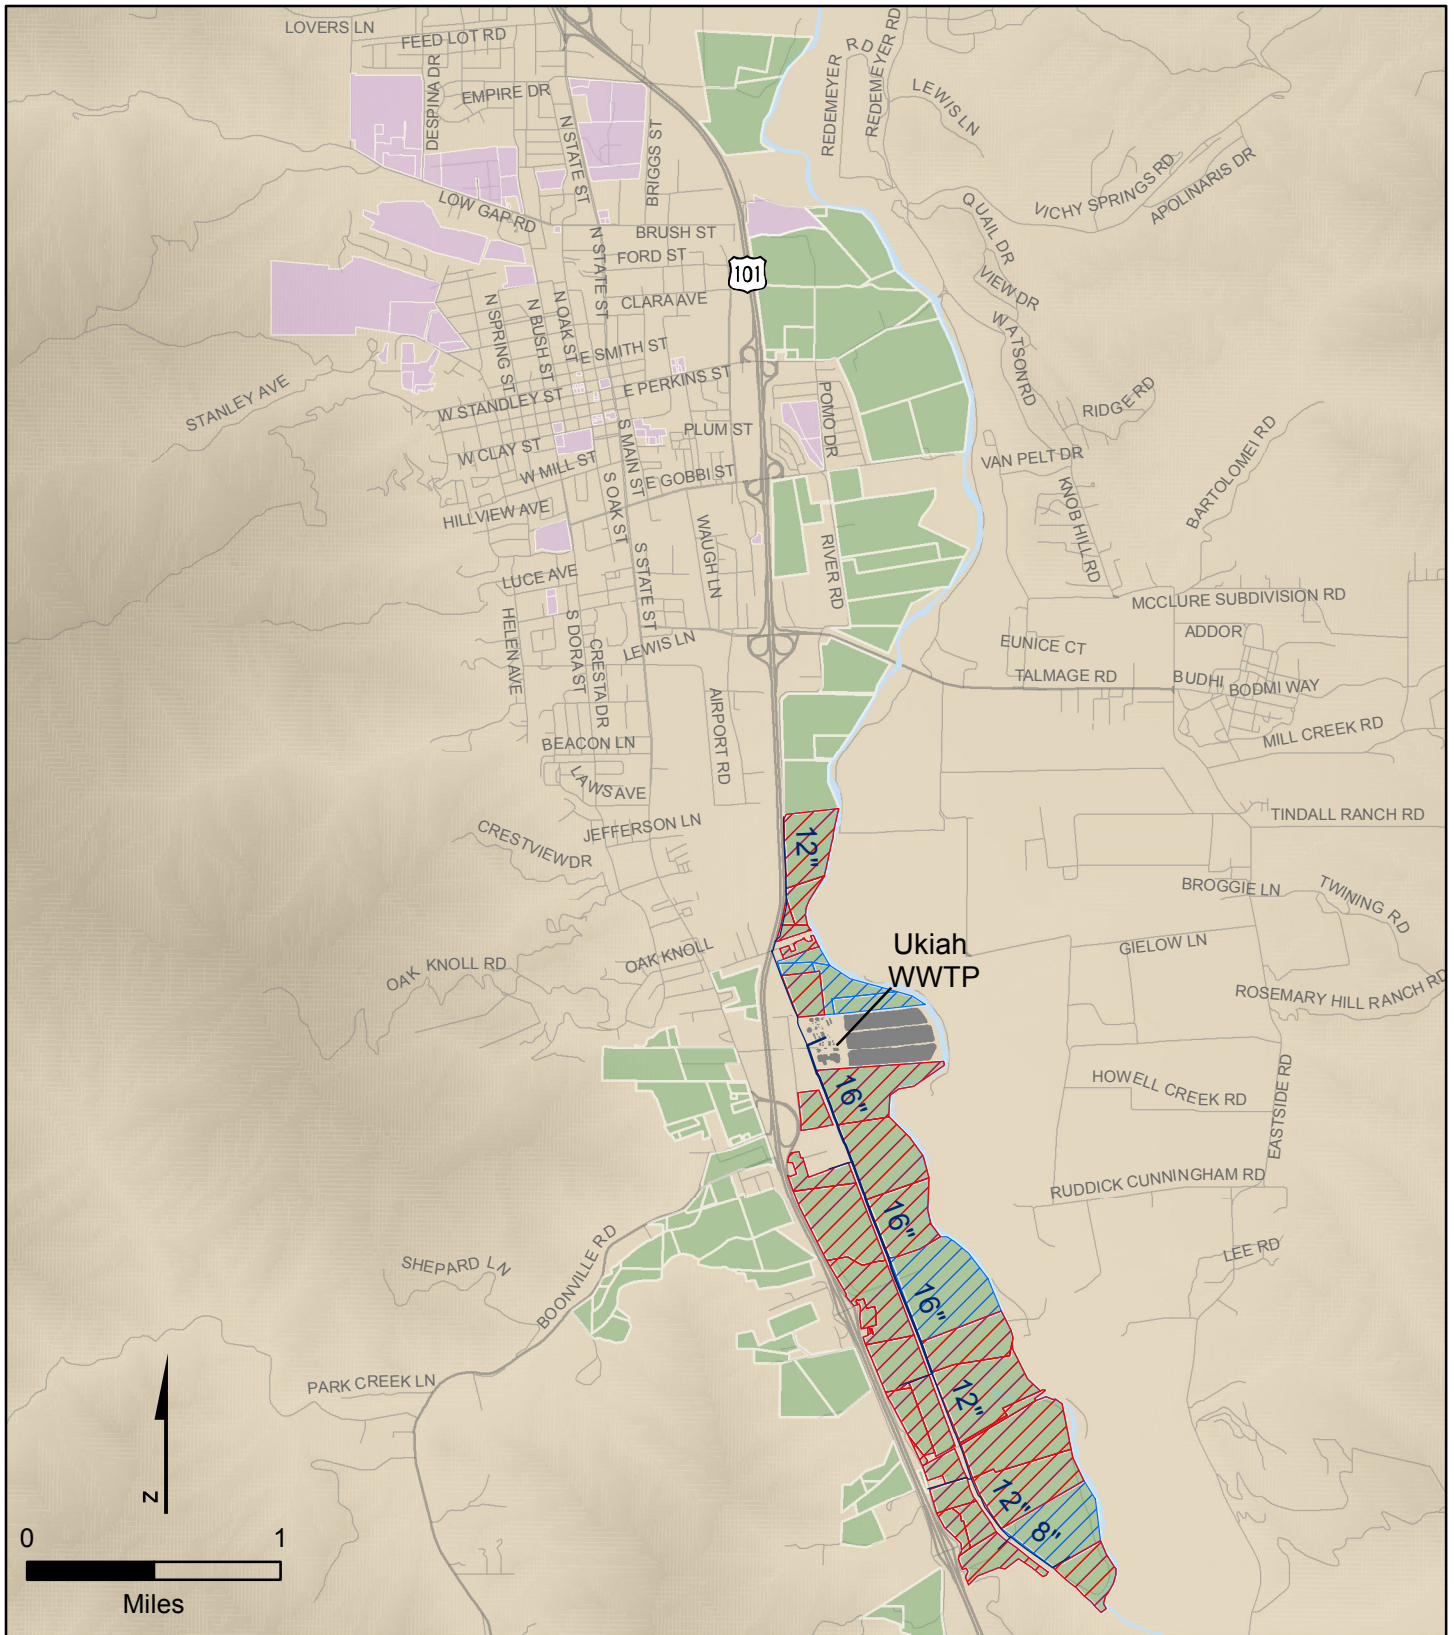 LOVERS LN
FEED LOT RD
DESPINA DR
EMPIRE DR
N STATE ST
BRIGGS ST
REDEMEYER RD
REDEMEYER RD
LEWIS LN
VICHY SPRINGS RD
APOLINARIS DR
LOW GAP RD
BRUSH ST
FORD ST
N STATE ST
101
QUAIL DR
VIEW DR
CLARA AVE
N SPRING ST
N BUSH ST
N OAK ST
E SMITH ST
WATSON RD
STANLEY AVE
W STANDLEY ST
E PERKINS ST
POMO DR
RIDGE RD
PLUM ST
S MAIN ST
W CLAY ST
W MILL ST
E GOBBI ST
VAN PELT DR
BARTOLOMEI RD
KNOB HILL RD
HILLVIEW AVE
S OAK ST
S STATE ST
WAUGH LN
RIVER RD
LUCE AVE
MCCLURE SUBDIVISION RD
HELEN AVE
S DORA ST
CRESTA DR
LEWIS LN
EUNICE CT
ADDOR
TALMAGE RD
BUDHI
BODMI WAY
AIRPORT RD
MILL CREEK RD
BEACON LN
LAWS AVE
TINDALL RANCH RD
CRESTVIEW DR
JEFFERSON LN
12"
BROGGIE LN
TWINING RD
OAK KNOLL RD
OAK KNOLL
Ukiah
WWTP
GIELOW LN
ROSEMARY HILL RANCH RD
16"
HOWELL CREEK RD
EASTSIDE RD
RUDDICK CUNNINGHAM RD
16"
SHEPARD LN
BOONVILLE RD
LEE RD
16"
PARK CREEK LN
12"
12"
8"
N
0
1
Miles